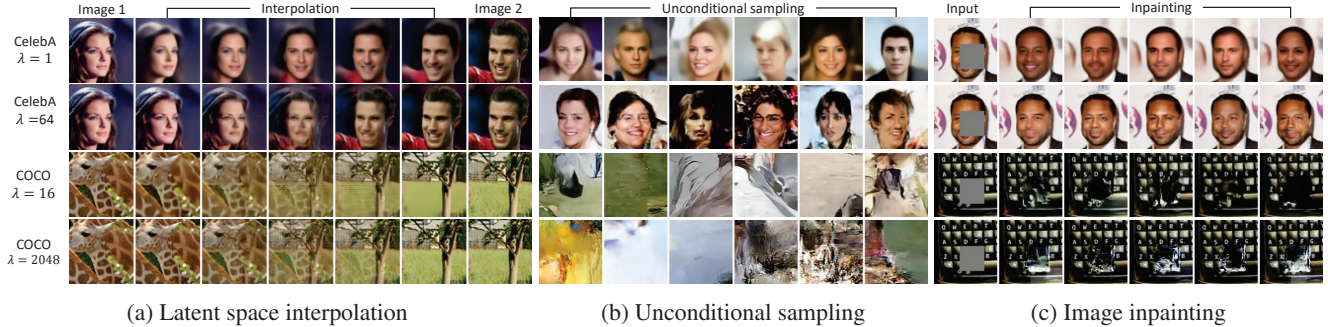 Image 1 Interpolation Image 2 Unconditional sampling Input Inpainting
CelebA
λ = 1
CelebA
λ =64
COCO
λ = 16
COCO
λ = 2048
(a) Latent space interpolation (b) Unconditional sampling (c) Image inpainting